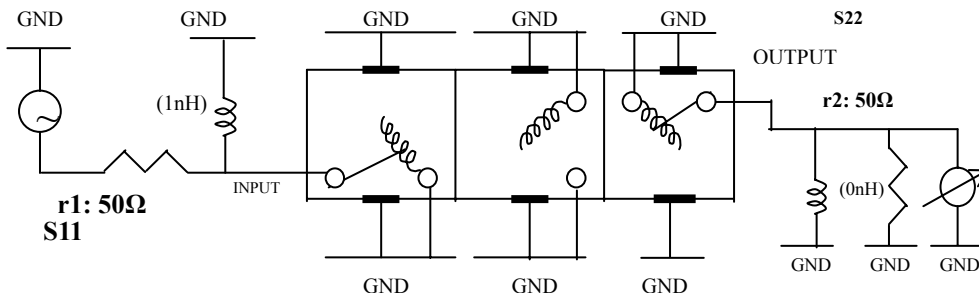 GND
GND
GND
GND
GND
S22
OUTPUT
(1nH)
r2: 50Ω
INPUT
(0nH)
r1: 50Ω
S11
GND
GND
GND
GND
GND
GND